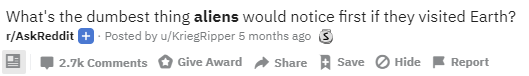 What's the dumbest thing aliens would notice first if they visited Earth?
r/AskReddit + · Posted by u/KriegRipper 5 months ago S
2.7k Comments Give Award Share Save Hide Report